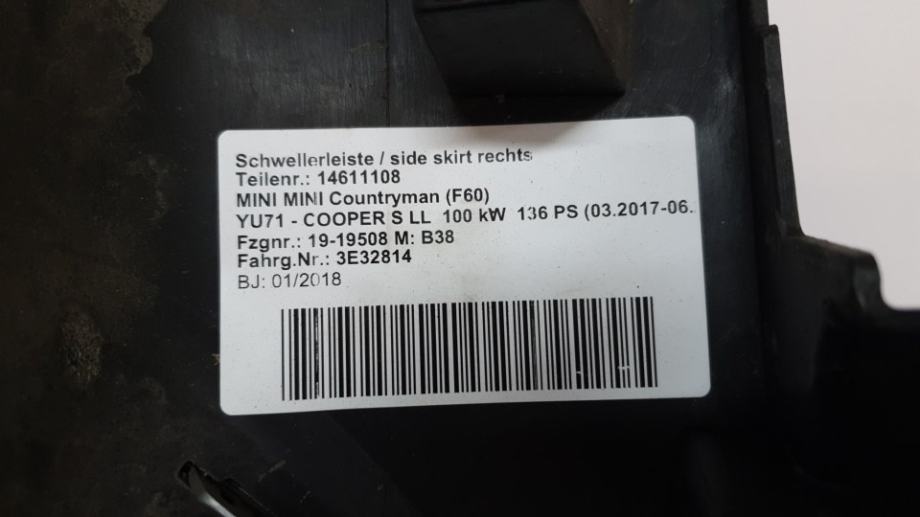 Schwellerleiste / side skirt rechts
Teilenr.: 14611108
MINI MINI Countryman (F60)
YU71 - COOPER S LL 100 kW 136 PS (03.2017-06.
Fzgnr.: 19-19508 M: B38
Fahrg.Nr.: 3E32814
BJ: 01/2018